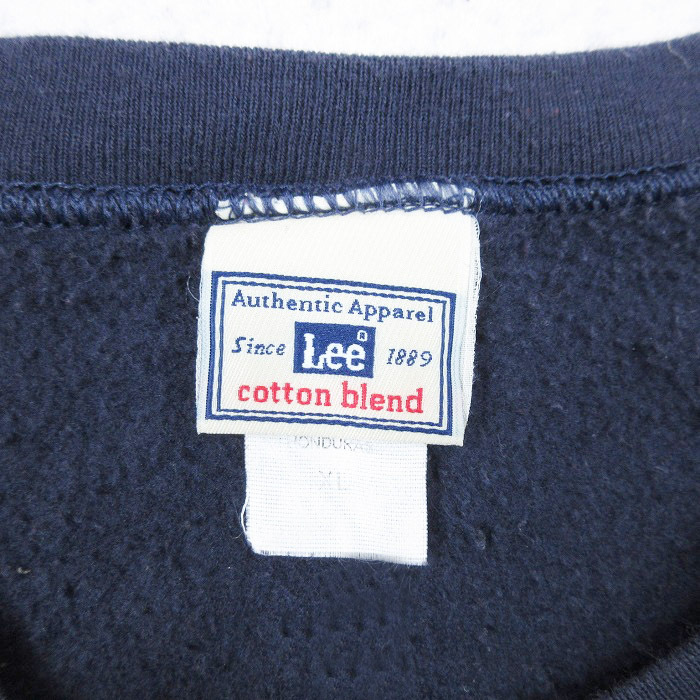 Authentic Apparel
Since Lee® 1889
cotton blend
HONDURAS
XL